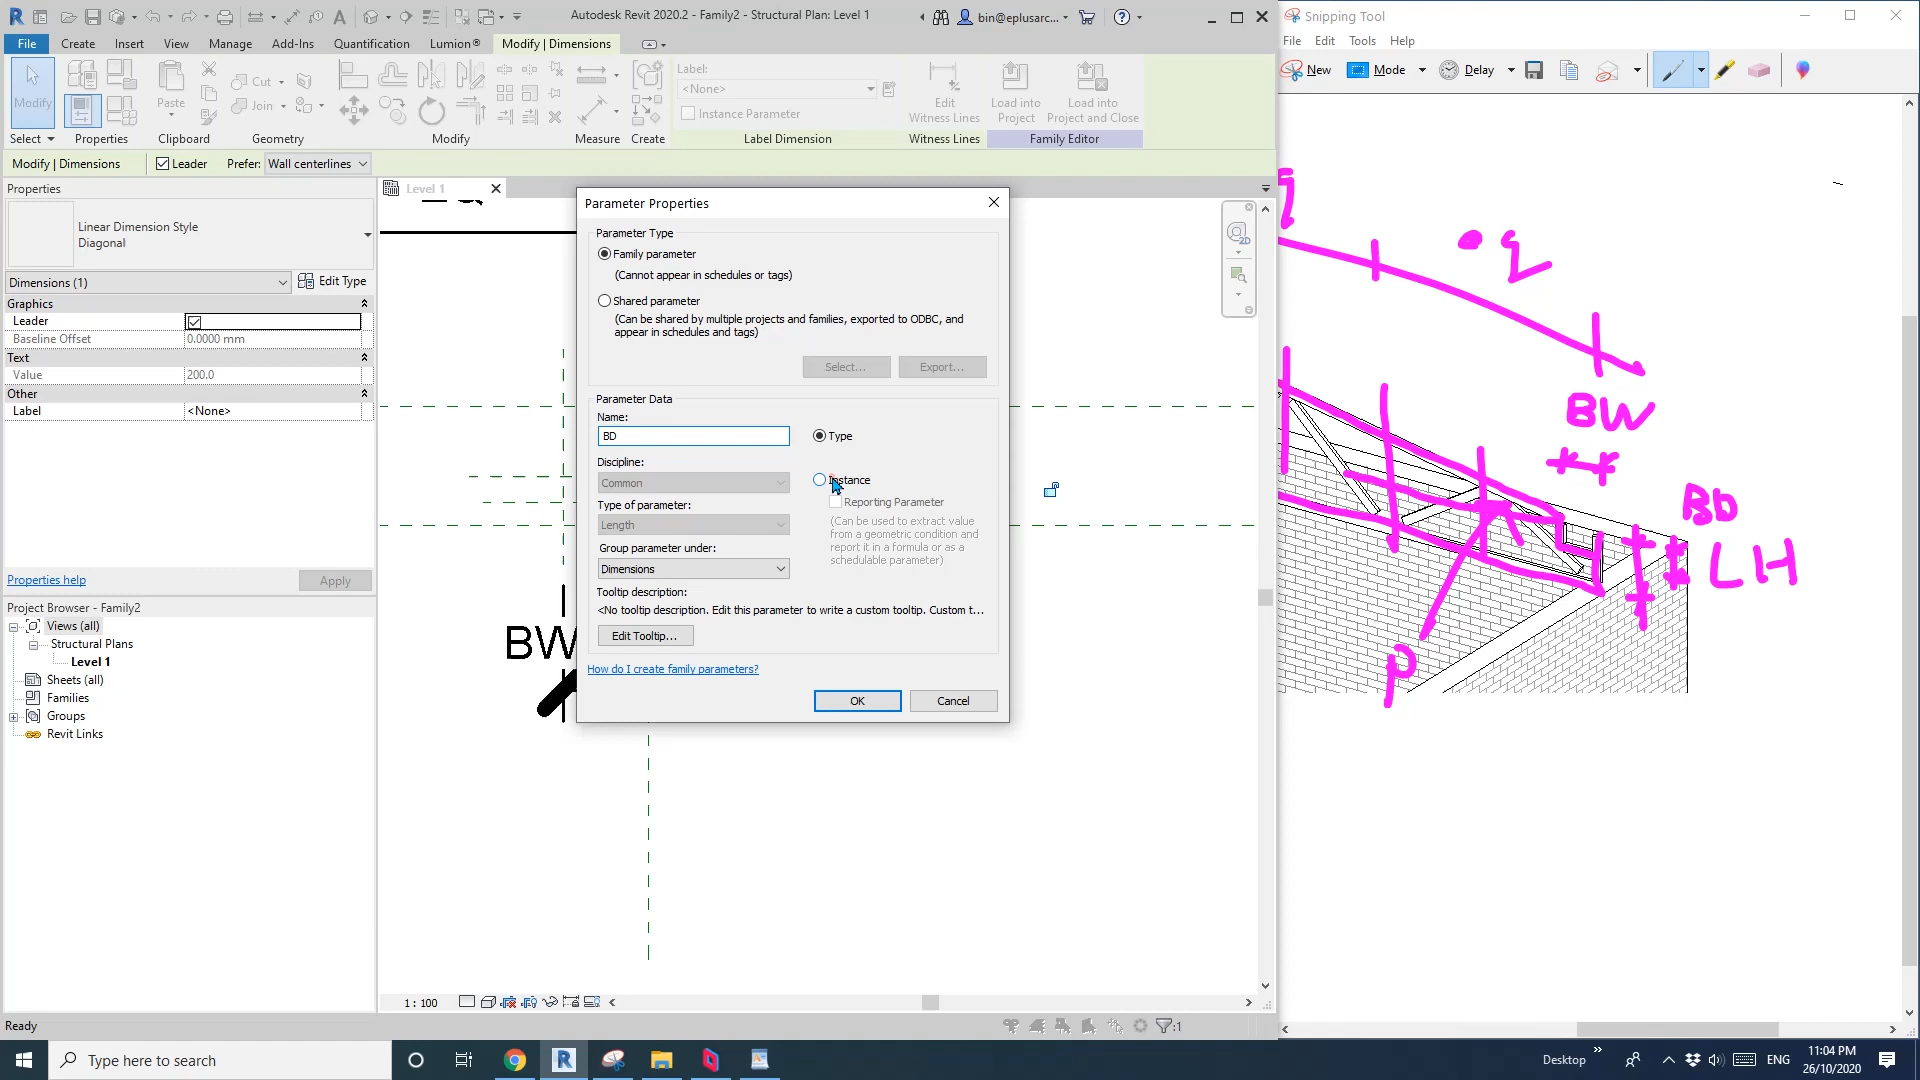 Autodesk Revit 2020.2 - Family2 - Structural Plan: Level 1
bin@eplusarc...
File Create Insert View Manage Add-Ins Quantification Lumion® Modify | Dimensions
Modify
Paste
Cut
Join
Label:
<None>
Instance Parameter
Edit
Witness Lines
Load into
Project
Load into
Project and Close
Select Properties Clipboard Geometry Modify Measure Create Label Dimension Witness Lines Family Editor
Modify | Dimensions Leader Prefer: Wall centerlines
Properties
Linear Dimension Style
Diagonal
Dimensions (1) Edit Type
Graphics
Leader
Baseline Offset 0.0000 mm
Text
Value 200.0
Other
Label <None>
Properties help Apply
Project Browser - Family2
Views (all)
Structural Plans
Level 1
Sheets (all)
Families
Groups
Revit Links
Level 1
BW
Parameter Properties
Parameter Type
Family parameter
(Cannot appear in schedules or tags)
Shared parameter
(Can be shared by multiple projects and families, exported to ODBC, and
appear in schedules and tags)
Select... Export...
Parameter Data
Name:
BD
Type
Discipline:
Common
Instance
Type of parameter:
Reporting Parameter
Length
(Can be used to extract value
from a geometric condition and
report it in a formula or as a
schedulable parameter)
Group parameter under:
Dimensions
Tooltip description:
<No tooltip description. Edit this parameter to write a custom tooltip. Custom t...
Edit Tooltip...
How do I create family parameters?
OK Cancel
1 : 100
Ready
:1
Snipping Tool
File Edit Tools Help
New Mode Delay
BW
BD
LH
P
Type here to search
Desktop
ENG
11:04 PM
26/10/2020